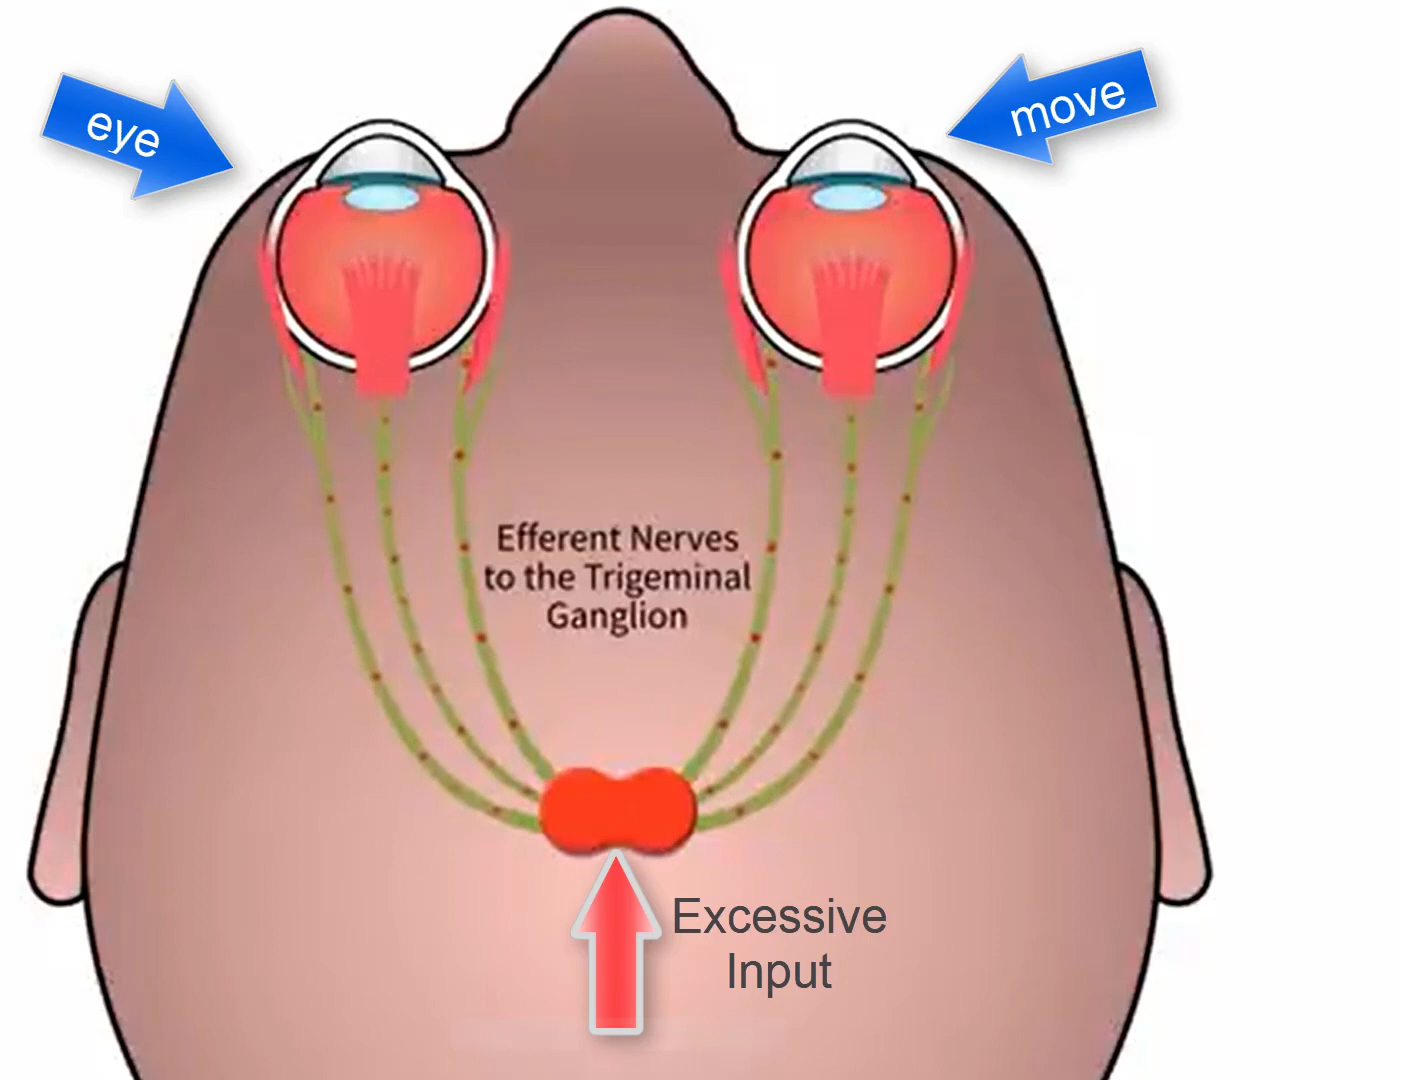 eye
move
Efferent Nerves
to the Trigeminal
Ganglion
Excessive
Input